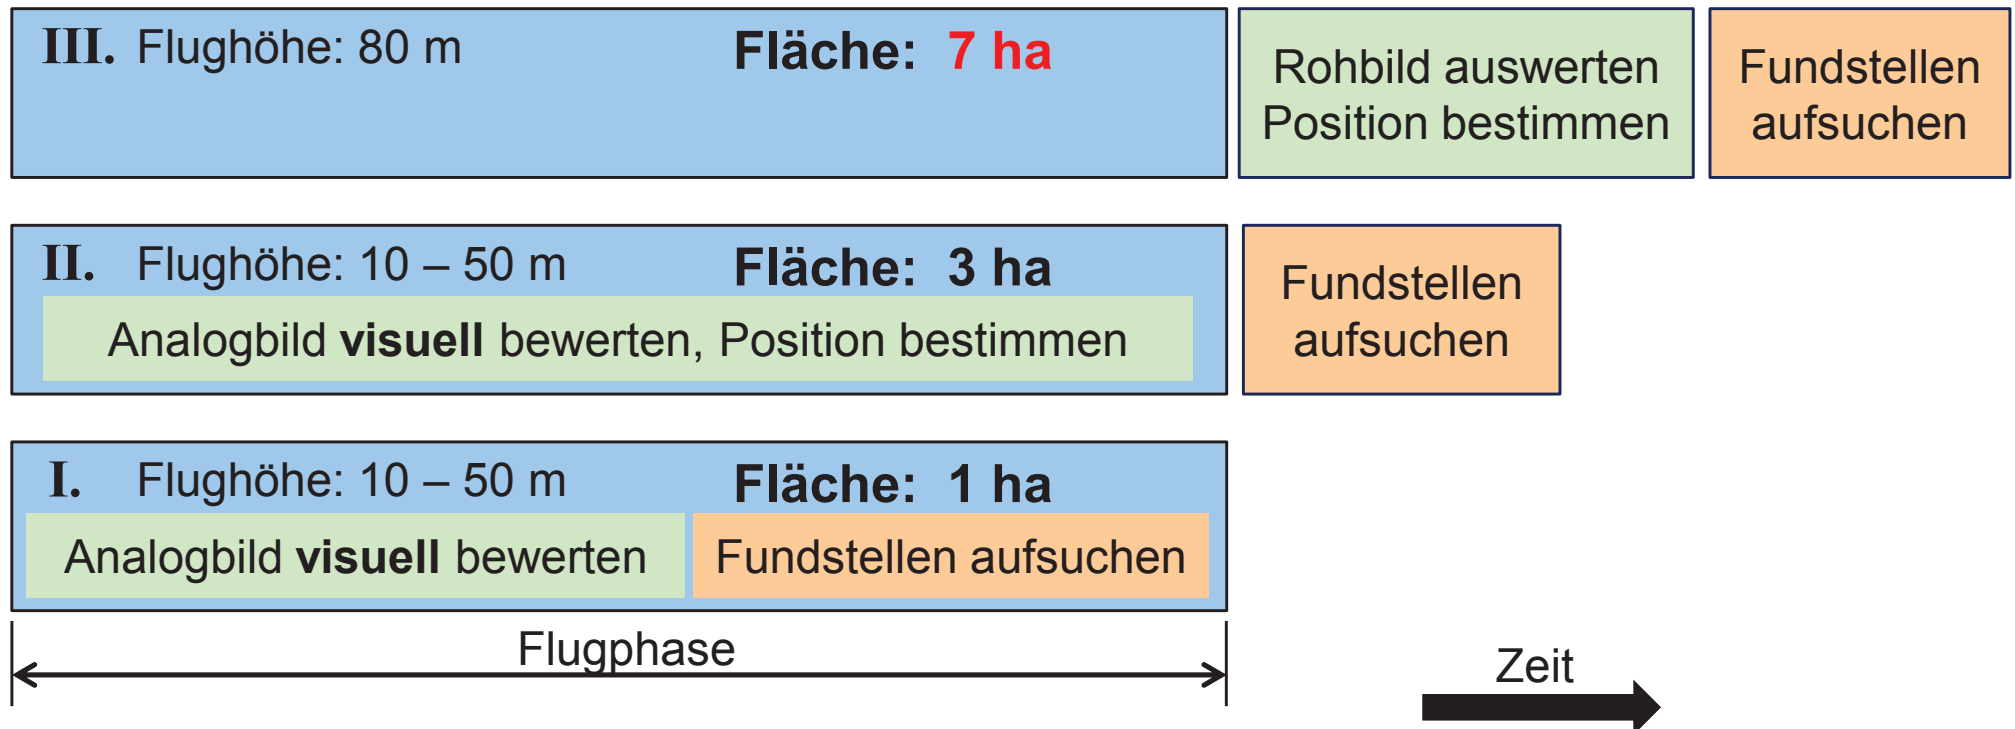 III. Flughöhe: 80 m Fläche: 7 ha
Rohbild auswerten
Position bestimmen
Fundstellen
aufsuchen
II. Flughöhe: 10 – 50 m Fläche: 3 ha
Analogbild visuell bewerten, Position bestimmen
Fundstellen
aufsuchen
I. Flughöhe: 10 – 50 m Fläche: 1 ha
Analogbild visuell bewerten
Fundstellen aufsuchen
Flugphase
Zeit